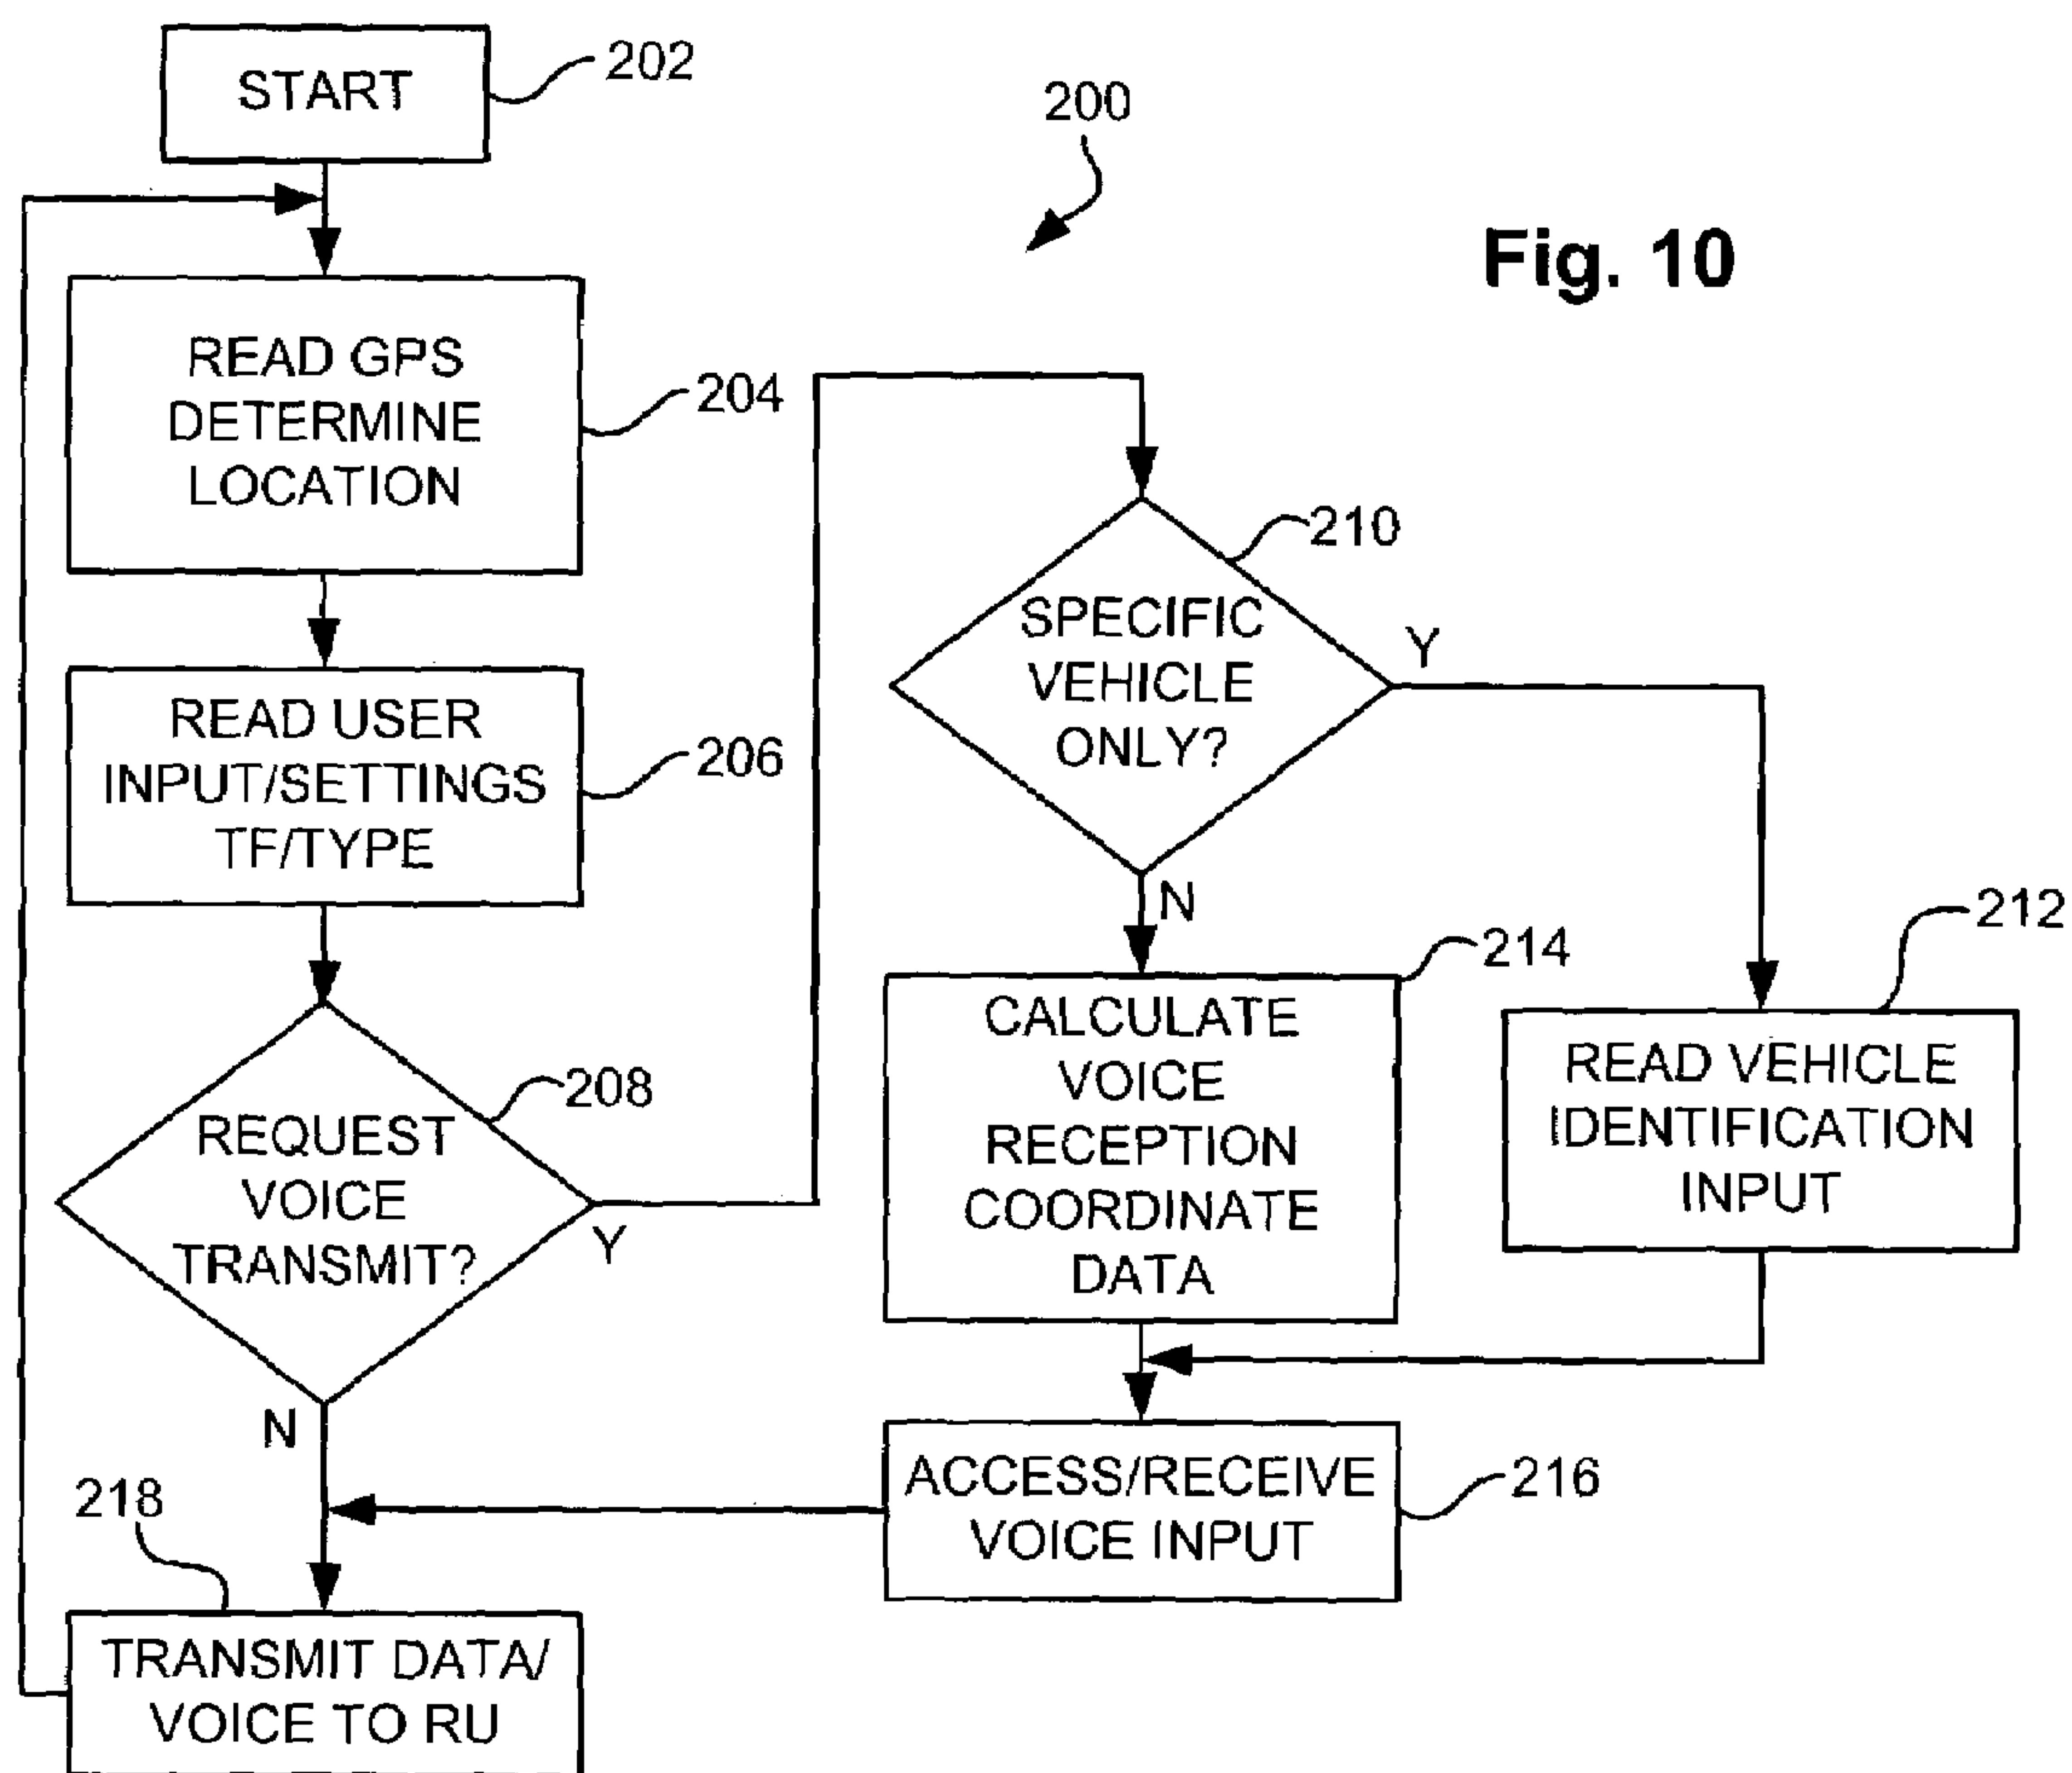 START
202
200
Fig. 10
READ GPS
DETERMINE
LOCATION
204
READ USER
INPUT/SETTINGS
TF/TYPE
206
REQUEST
VOICE
TRANSMIT?
208
Y
N
SPECIFIC
VEHICLE
ONLY?
210
Y
N
212
READ VEHICLE
IDENTIFICATION
INPUT
214
CALCULATE
VOICE
RECEPTION
COORDINATE
DATA
ACCESS/RECEIVE
VOICE INPUT
216
218
TRANSMIT DATA/
VOICE TO RU